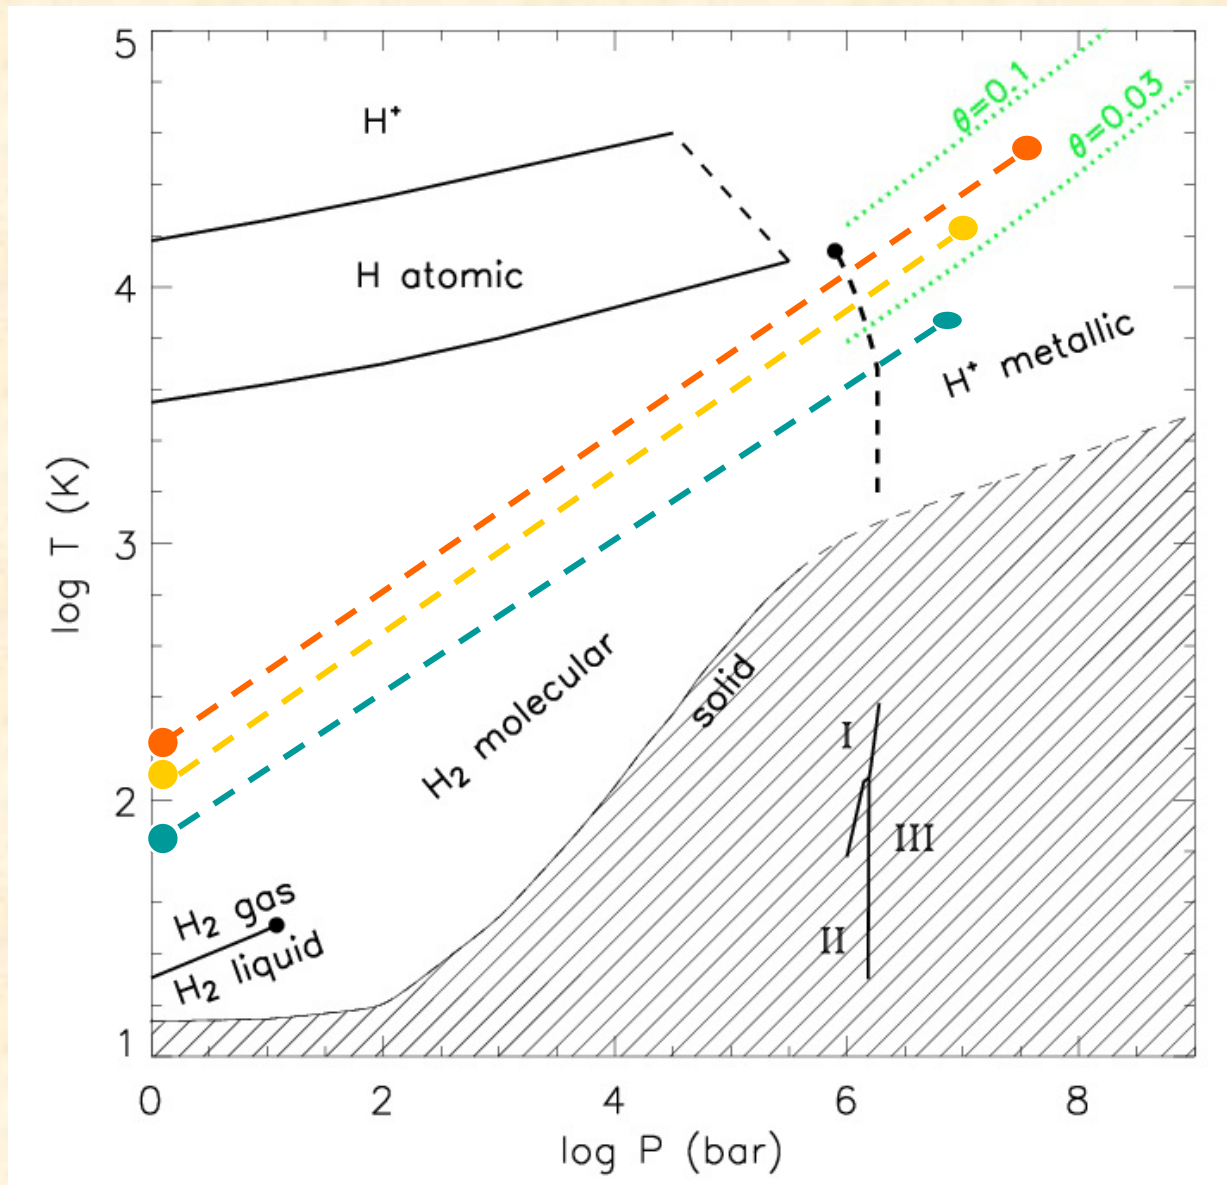 5
θ=0.1
θ=0.03
H⁺
H atomic
4
H⁺ metallic
log T (K)
3
H₂ molecular
solid
I
2
III
H₂ gas
II
H₂ liquid
1
0
2
4
6
8
log P (bar)